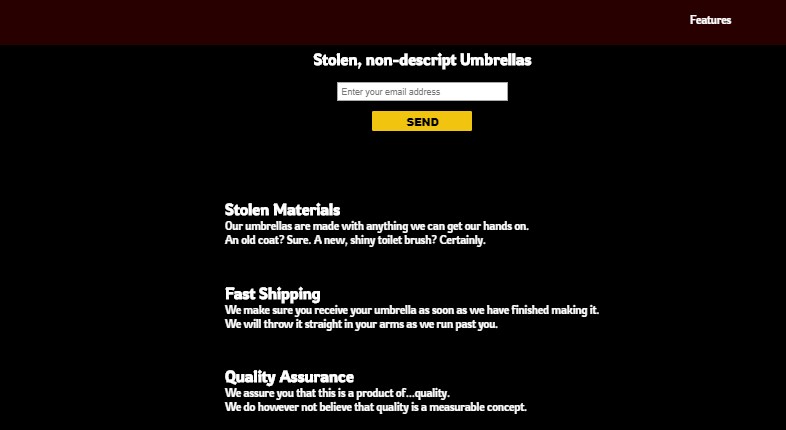 Features
Stolen, non-descript Umbrellas
Enter your email address
SEND
Stolen Materials
Our umbrellas are made with anything we can get our hands on.
An old coat? Sure. A new, shiny toilet brush? Certainly.
Fast Shipping
We make sure you receive your umbrella as soon as we have finished making it.
We will throw it straight in your arms as we run past you.
Quality Assurance
We assure you that this is a product of...quality.
We do however not believe that quality is a measurable concept.